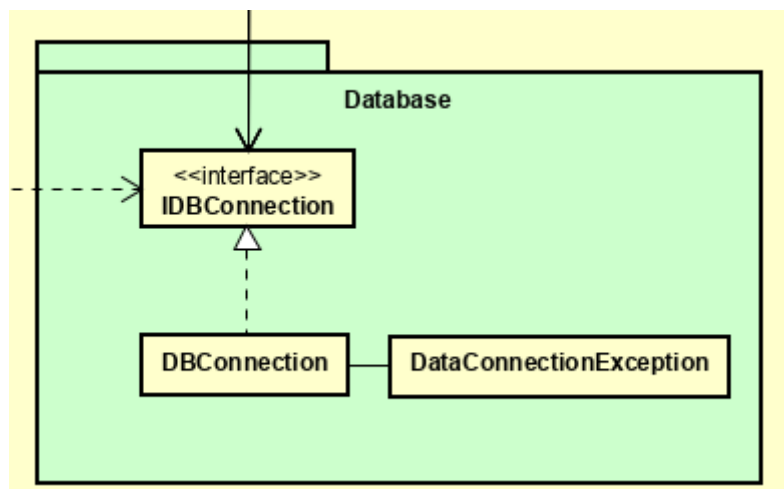 Database
<<interface>>
IDBConnection
DBConnection
DataConnectionException